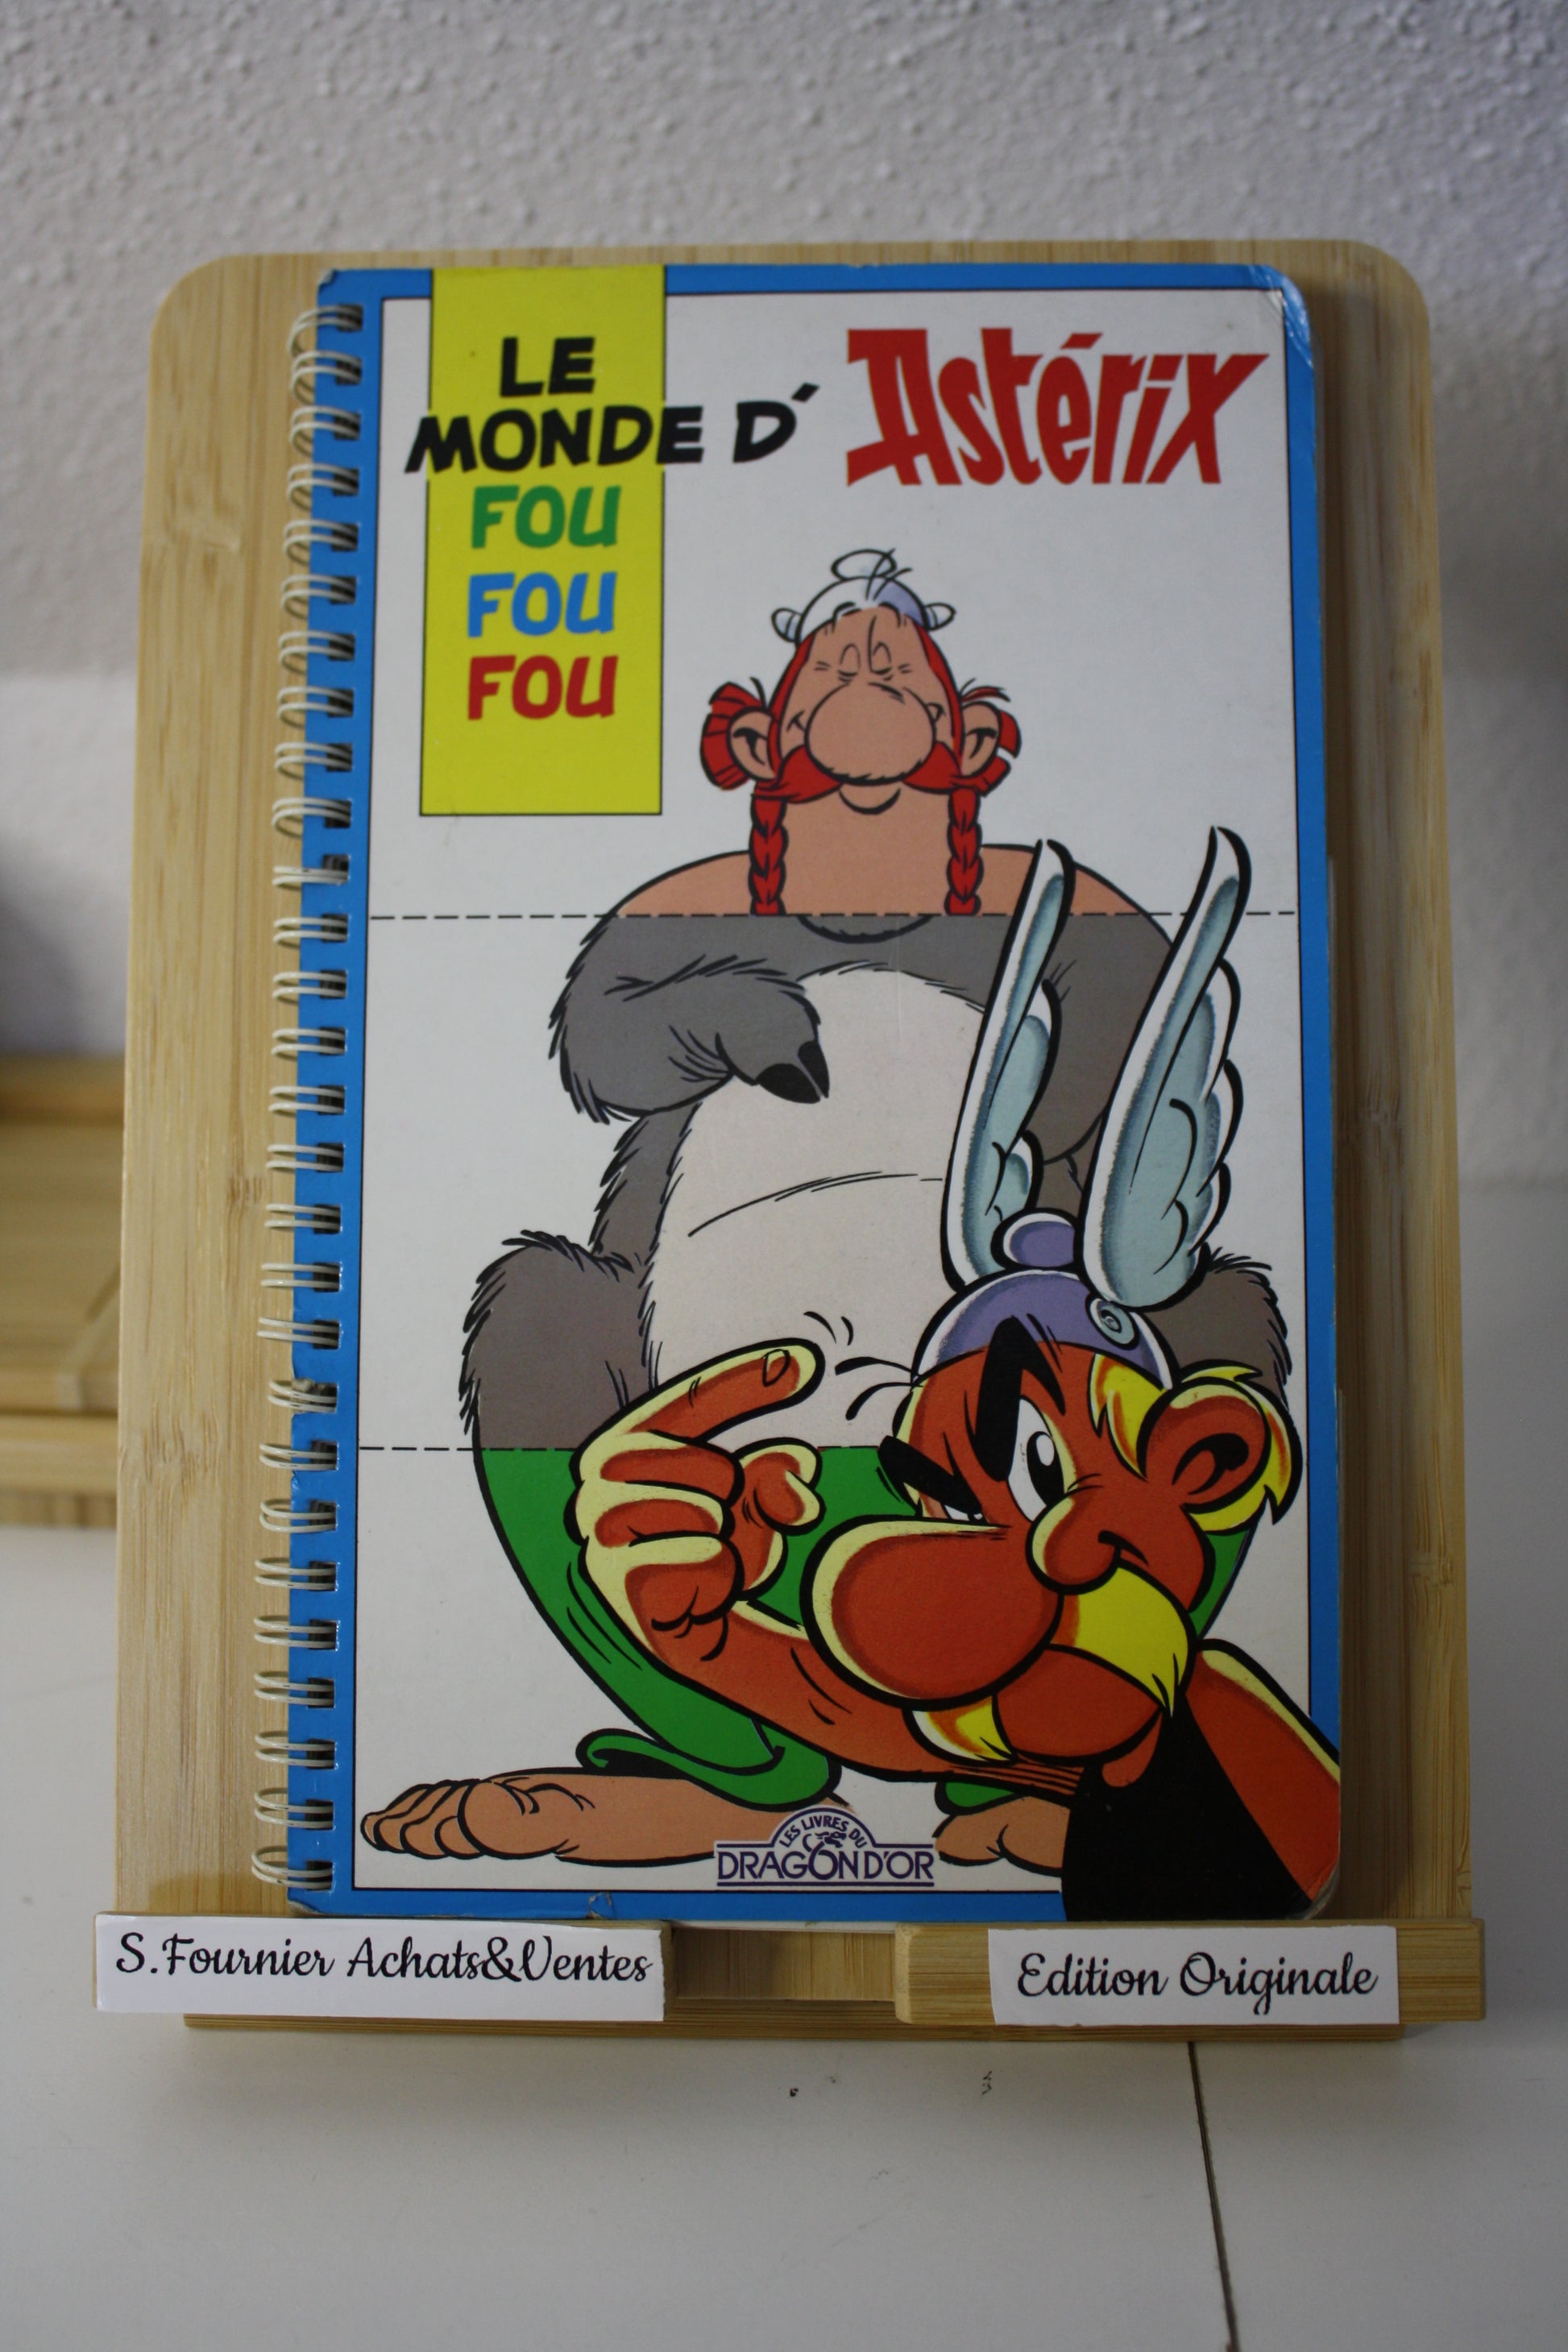 LE
MONDE D'
Astérix
FOU
FOU
FOU
LES LIVRES DU
DRAGON D'OR
S.Fournier Achats&Ventes
Edition Originale